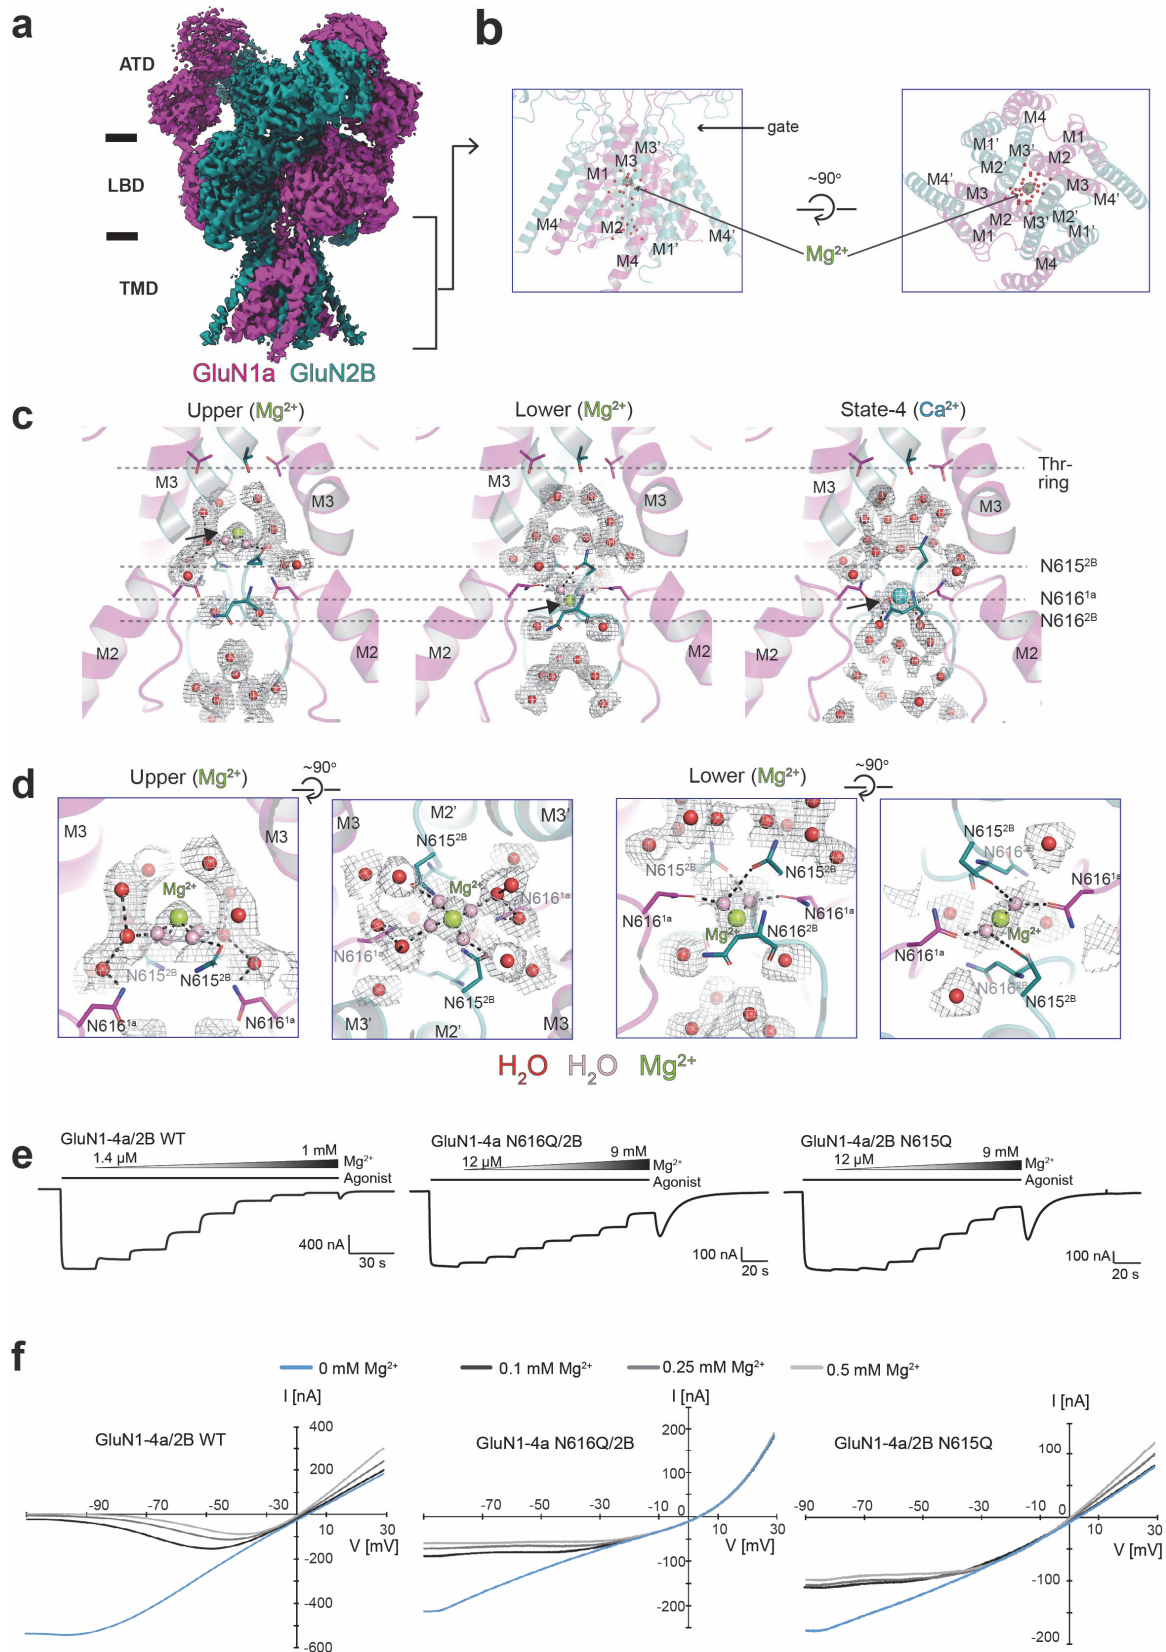 a
ATD
LBD
TMD
GluN1a GluN2B
b
gate
M3'
M3
M1
M4'
M2
M1'
M4'
M4
~90°
Mg²⁺
M4
M1
M1'
M3'
M2
M2'
M4'
M3
M3
M4'
M2
M3'
M2'
M1
M1'
M4
c
Upper (Mg²⁺)
Lower (Mg²⁺)
State-4 (Ca²⁺)
Thr-
ring
M3
M3
M3
M3
M3
M3
N615²ᴮ
N616¹ᵃ
N616²ᴮ
M2
M2
M2
M2
M2
M2
d
Upper (Mg²⁺)
~90°
Lower (Mg²⁺)
~90°
M3
M3
Mg²⁺
N615²ᴮ
N615²ᴮ
N616¹ᵃ
N616¹ᵃ
M3
M2'
M3'
N615²ᴮ
Mg²⁺
N616¹ᵃ
N616¹ᵃ
N615²ᴮ
M3'
M2'
M3
N615²ᴮ
N615²ᴮ
N616¹ᵃ
N616¹ᵃ
Mg²⁺
N616²ᴮ
N615²ᴮ
N616²ᴮ
N616¹ᵃ
Mg²⁺
N616¹ᵃ
N616²ᴮ
N615²ᴮ
H₂O H₂O Mg²⁺
e
GluN1-4a/2B WT
1.4 µM
1 mM
Mg²⁺
Agonist
400 nA
30 s
GluN1-4a N616Q/2B
12 µM
9 mM
Mg²⁺
Agonist
100 nA
20 s
GluN1-4a/2B N615Q
12 µM
9 mM
Mg²⁺
Agonist
100 nA
20 s
f
0 mM Mg²⁺
0.1 mM Mg²⁺
0.25 mM Mg²⁺
0.5 mM Mg²⁺
I [nA]
GluN1-4a/2B WT
400
200
-90
-70
-50
-30
0
10
30
V [mV]
-200
-400
-600
I [nA]
GluN1-4a N616Q/2B
200
100
-70
-50
-30
-10
0
10
30
V [mV]
-100
-200
I [nA]
GluN1-4a/2B N615Q
100
-90
-70
-50
-30
-10
0
10
30
V [mV]
-100
-200